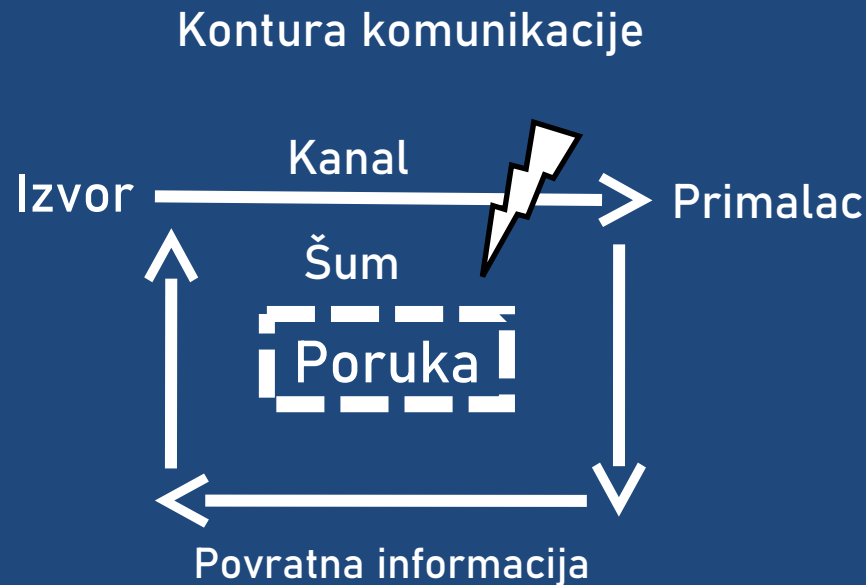 Kontura komunikacije
Kanal
Izvor
Primalac
Šum
Poruka
Povratna informacija